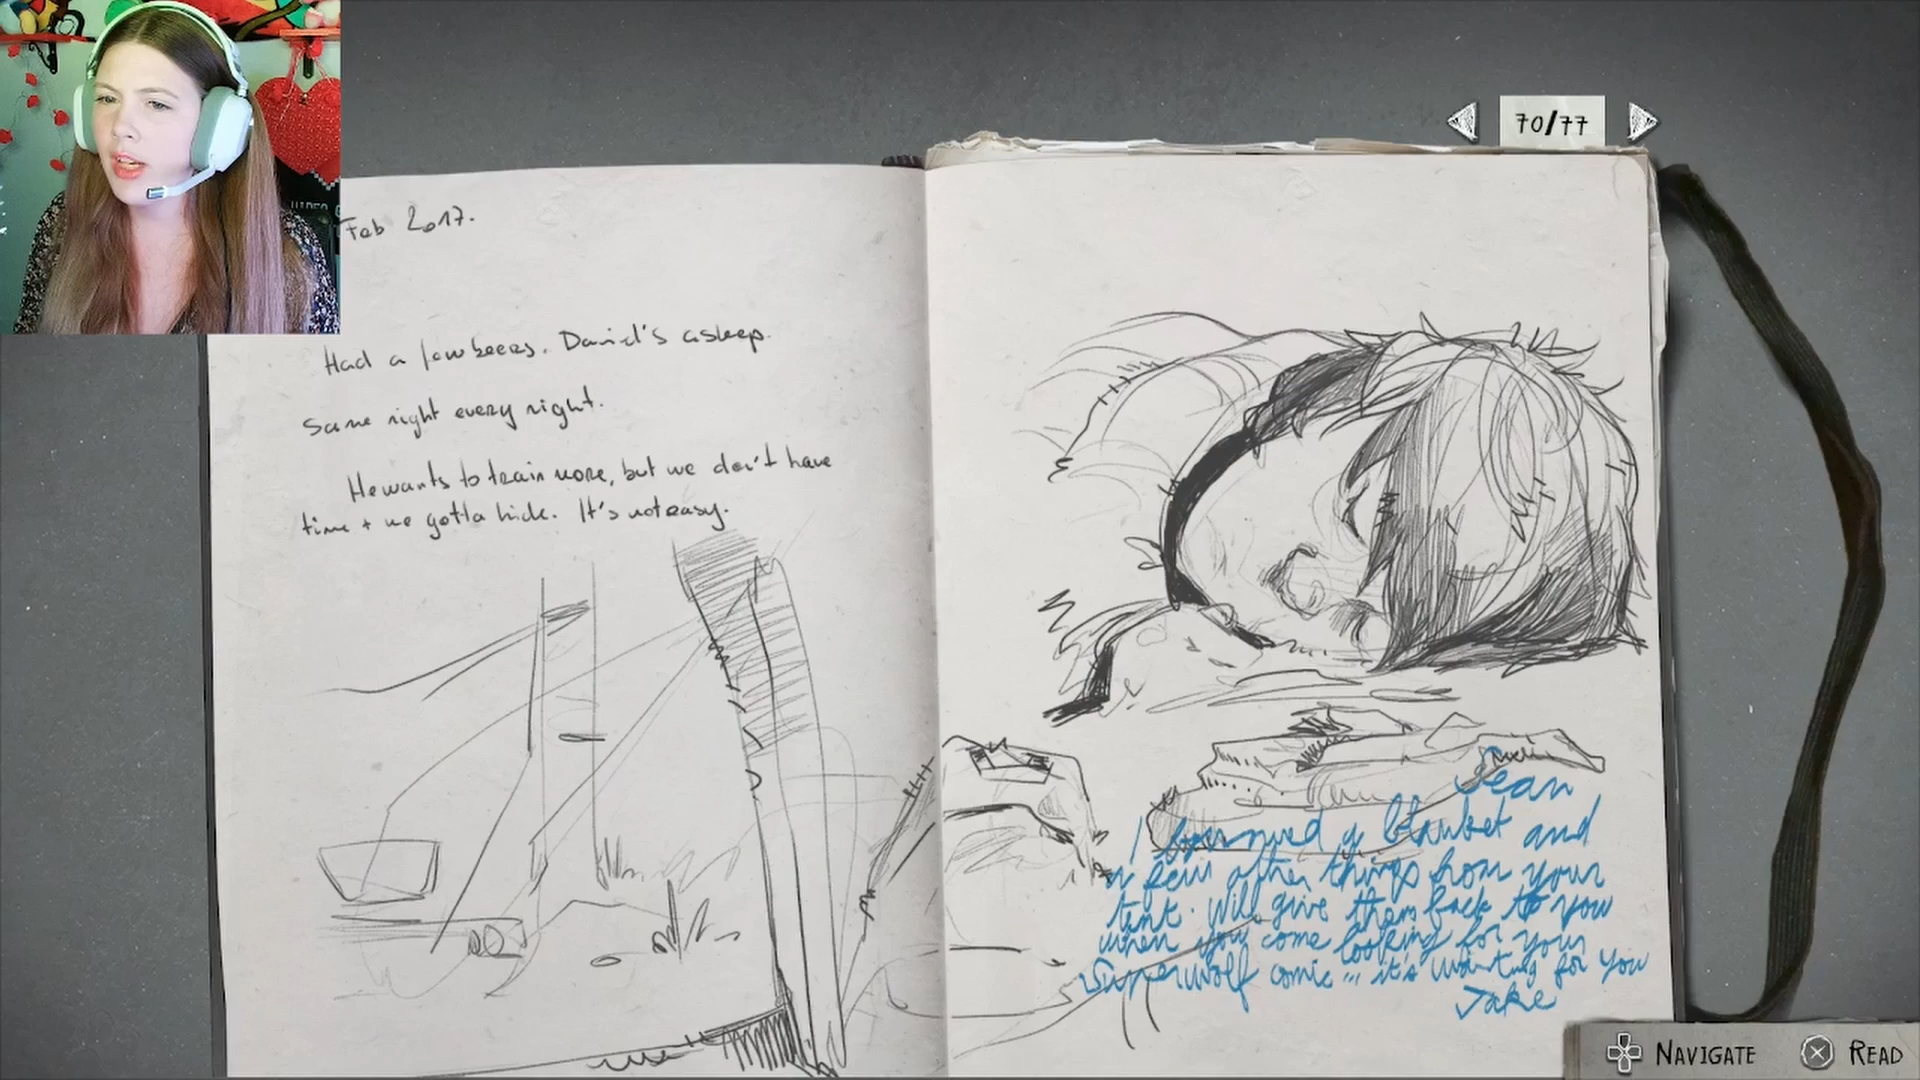 70/77
Feb 2017.
Had a few beers. Daniel's asleep.
Same night every night.
He wants to train more, but we don't have
time + we gotta hide. It's not easy.
Sean
I borrowed a blanket and
a few other things from your
tent. Will give them back to you
when you come looking for your
Superwolf comic... it's waiting for you
Jake
NAVIGATE
READ